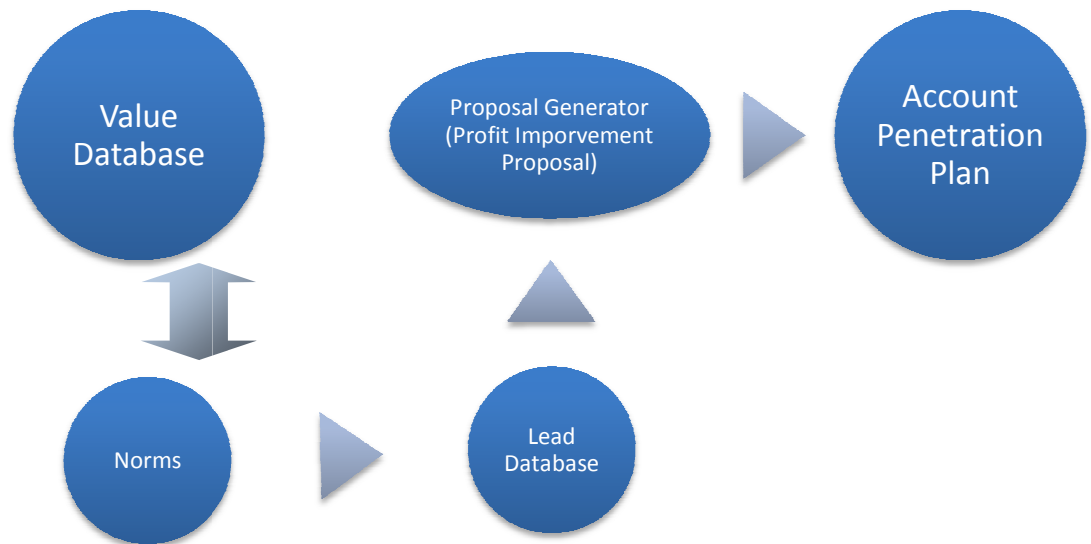 Value
Database
Proposal Generator
(Profit Imporvement
Proposal)
Account
Penetration
Plan
Norms
Lead
Database